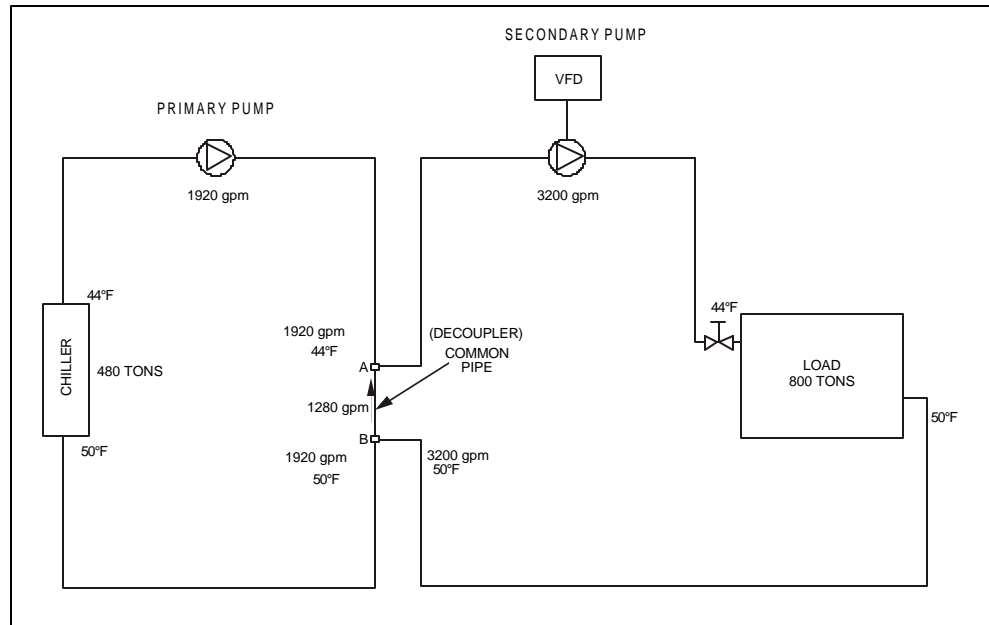 SECONDARY PUMP
VFD
PRIMARY PUMP
1920 gpm
3200 gpm
44°F
CHILLER
480 TONS
50°F
1920 gpm
44°F
(DECOUPLER)
COMMON
PIPE
A
1280 gpm
B
1920 gpm
50°F
3200 gpm
50°F
44°F
LOAD
800 TONS
50°F